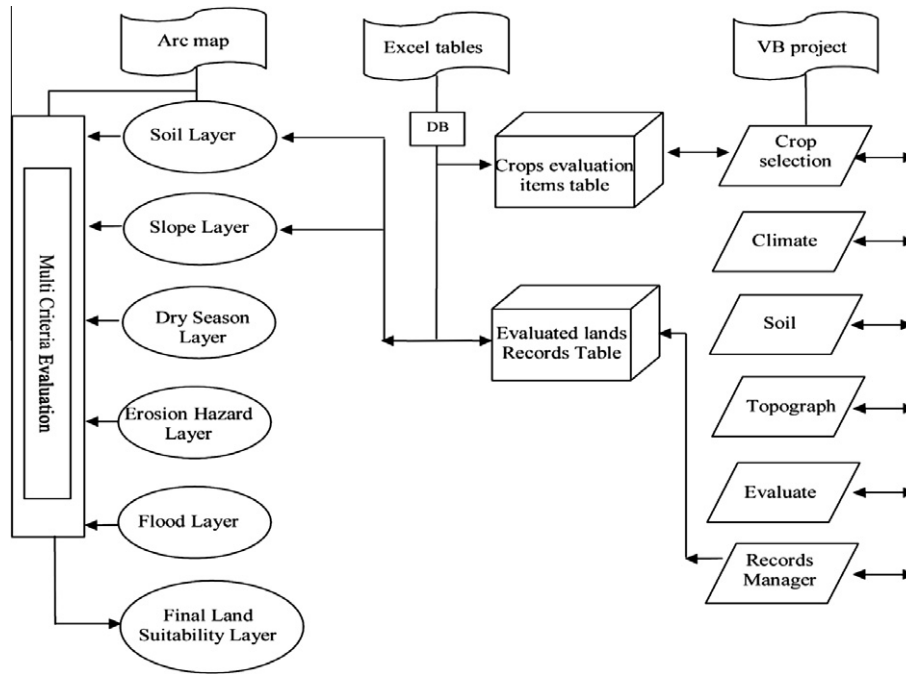 Arc map
Excel tables
VB project
Soil Layer
DB
Crops evaluation
items table
Crop
selection
Slope Layer
Climate
Multi Criteria Evaluation
Dry Season
Layer
Evaluated lands
Records Table
Soil
Erosion Hazard
Layer
Topograph
Flood Layer
Evaluate
Records
Manager
Final Land
Suitability Layer